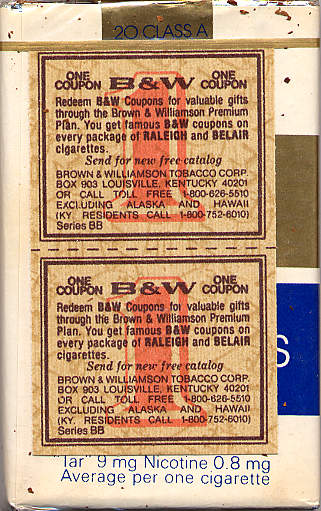 20 CLASS A
ONE COUPON B&W ONE COUPON
Redeem B&W Coupons for valuable gifts
through the Brown & Williamson Premium
Plan. You get famous B&W coupons on
every package of RALEIGH and BELAIR
cigarettes.
Send for new free catalog
BROWN & WILLIAMSON TOBACCO CORP.
BOX 903 LOUISVILLE, KENTUCKY 40201
OR CALL TOLL FREE 1-800-626-5510
EXCLUDING ALASKA AND HAWAII
(KY. RESIDENTS CALL 1-800-752-6010)
Series BB
1
ONE COUPON B&W ONE COUPON
Redeem B&W Coupons for valuable gifts
through the Brown & Williamson Premium
Plan. You get famous B&W coupons on
every package of RALEIGH and BELAIR
cigarettes.
Send for new free catalog
BROWN & WILLIAMSON TOBACCO CORP.
BOX 903 LOUISVILLE, KENTUCKY 40201
OR CALL TOLL FREE 1-800-626-5510
EXCLUDING ALASKA AND HAWAII
(KY. RESIDENTS CALL 1-800-752-6010)
Series BB
1
S
"Tar" 9 mg Nicotine 0.8 mg
Average per one cigarette